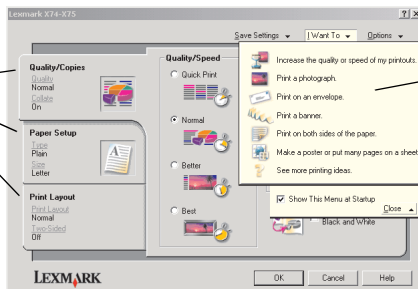 Lexmark X74-X75
Save Settings
I Want To
Options
Quality/Copies
Quality
Normal
Collate
On
Paper Setup
Type
Plain
Size
Letter
Print Layout
Print Layout
Normal
Two-Sided
Off
Quality/Speed
Quick Print
Normal
Better
Best
Increase the quality or speed of my printouts.
Print a photograph.
Print on an envelope.
Print a banner.
Print on both sides of the paper.
Make a poster or put many pages on a sheet
See more printing ideas.
Show This Menu at Startup
Close
Black and White
LEXMARK
OK
Cancel
Help